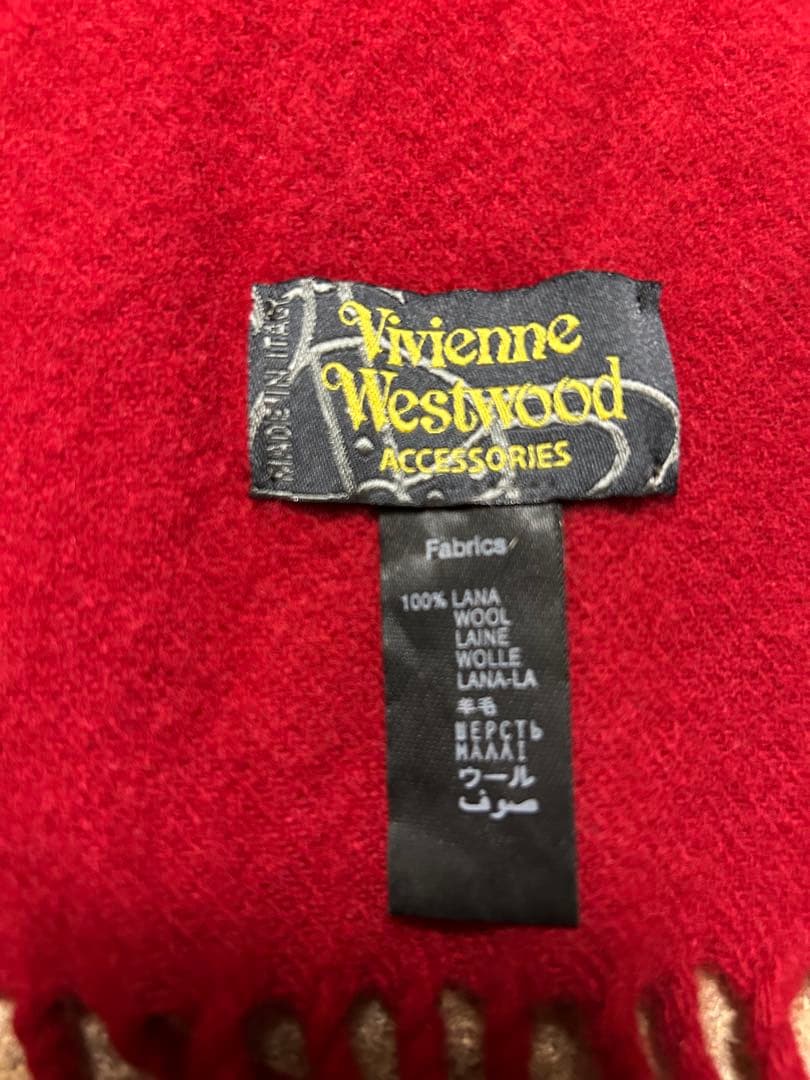 MADE IN ITALY
Vivienne
Westwood
ACCESSORIES
Fabrics
100% LANA
WOOL
LAINE
WOLLE
LANA-LA
羊毛
ШЕРСТЬ
ΜΑΛΛΙ
ウール
صوف